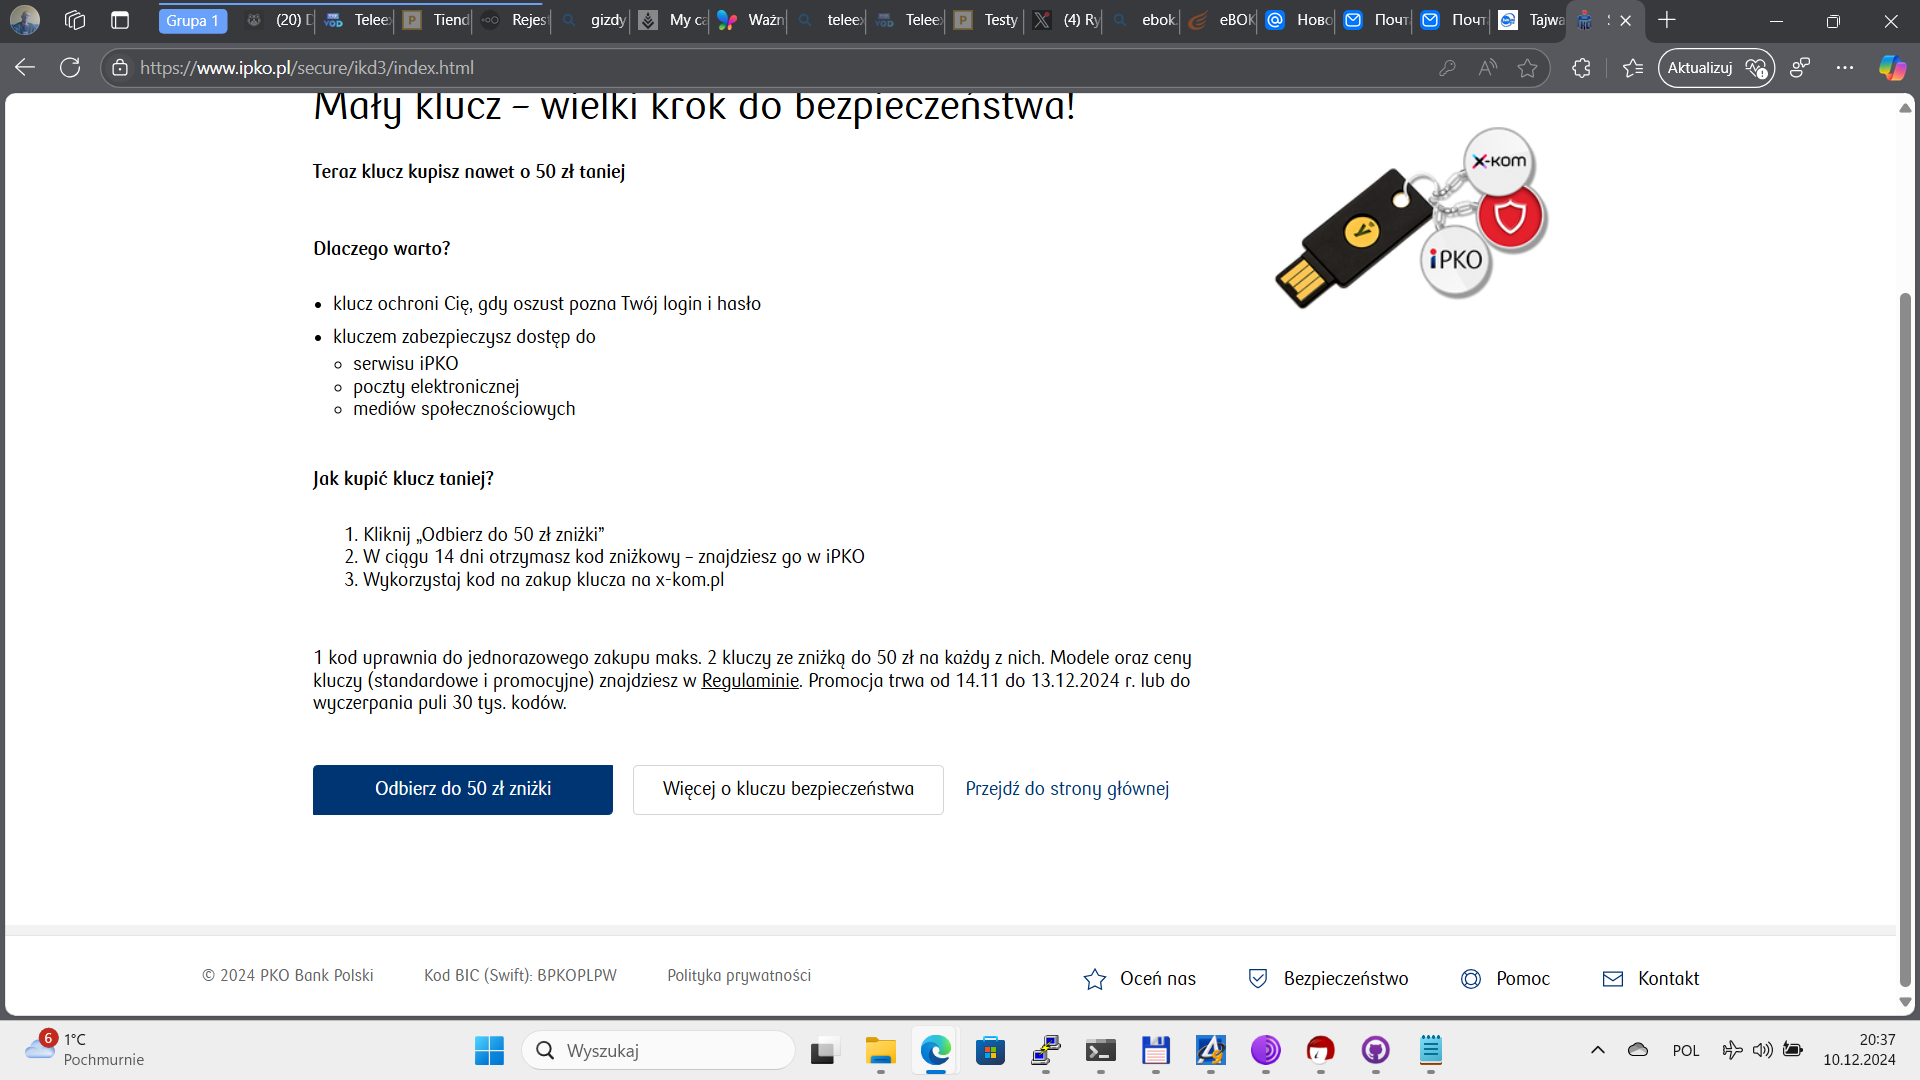 Grupa 1
(20) D
Teleex
Tiend
Rejest
gizdy
My ca
Ważn
teleex
Teleex
Testy
(4) Ry
ebok.
eBOK
Ново
Почт
Почт
Tajwa
https://www.ipko.pl/secure/ikd3/index.html
Aktualizuj
Mały klucz – wielki krok do bezpieczeństwa!
Teraz klucz kupisz nawet o 50 zł taniej
x-kom
iPKO
Dlaczego warto?
• klucz ochroni Cię, gdy oszust pozna Twój login i hasło
• kluczem zabezpieczysz dostęp do
serwisu iPKO
poczty elektronicznej
mediów społecznościowych
Jak kupić klucz taniej?
1. Kliknij „Odbierz do 50 zł zniżki”
2. W ciągu 14 dni otrzymasz kod zniżkowy – znajdziesz go w iPKO
3. Wykorzystaj kod na zakup klucza na x-kom.pl
1 kod uprawnia do jednorazowego zakupu maks. 2 kluczy ze zniżką do 50 zł na każdy z nich. Modele oraz ceny
kluczy (standardowe i promocyjne) znajdziesz w Regulaminie. Promocja trwa od 14.11 do 13.12.2024 r. lub do
wyczerpania puli 30 tys. kodów.
Odbierz do 50 zł zniżki
Więcej o kluczu bezpieczeństwa
Przejdź do strony głównej
© 2024 PKO Bank Polski
Kod BIC (Swift): BPKOPLPW
Polityka prywatności
Oceń nas
Bezpieczeństwo
Pomoc
Kontakt
6
1°C
Pochmurnie
Wyszukaj
POL
20:37
10.12.2024